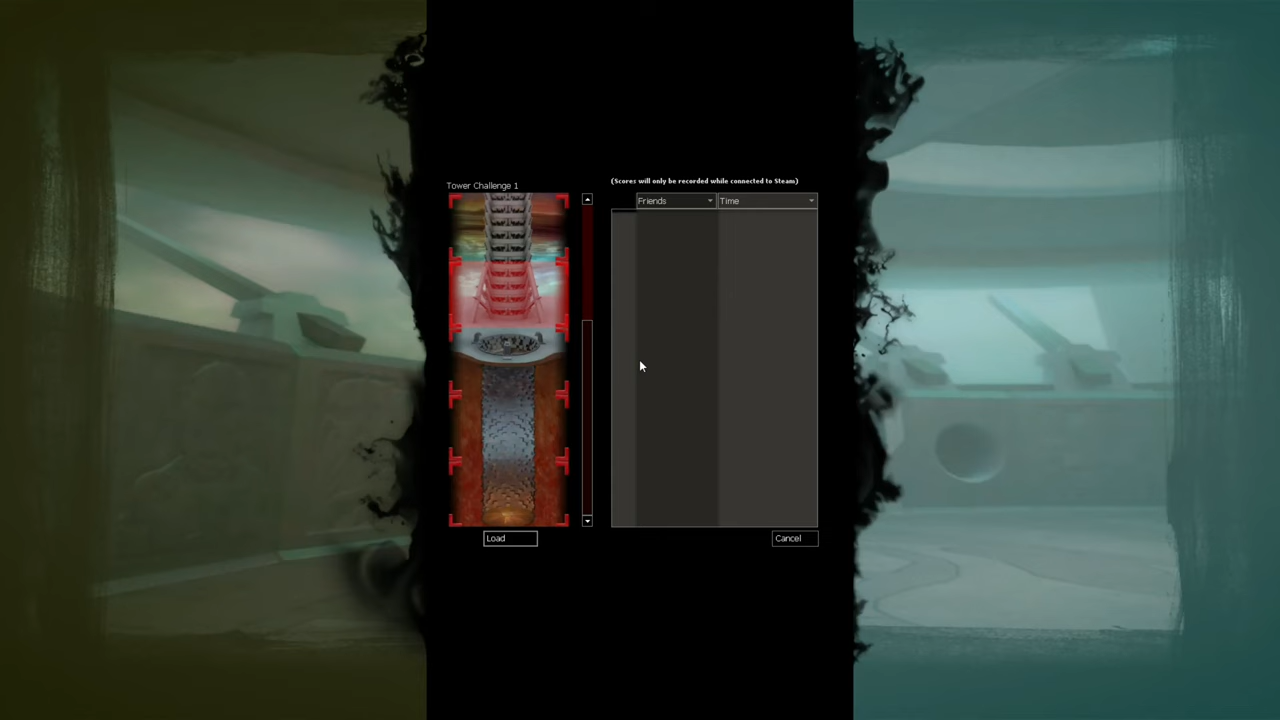 (Scores will only be recorded while connected to Steam)
Tower Challenge 1
Friends
Time
Load
Cancel